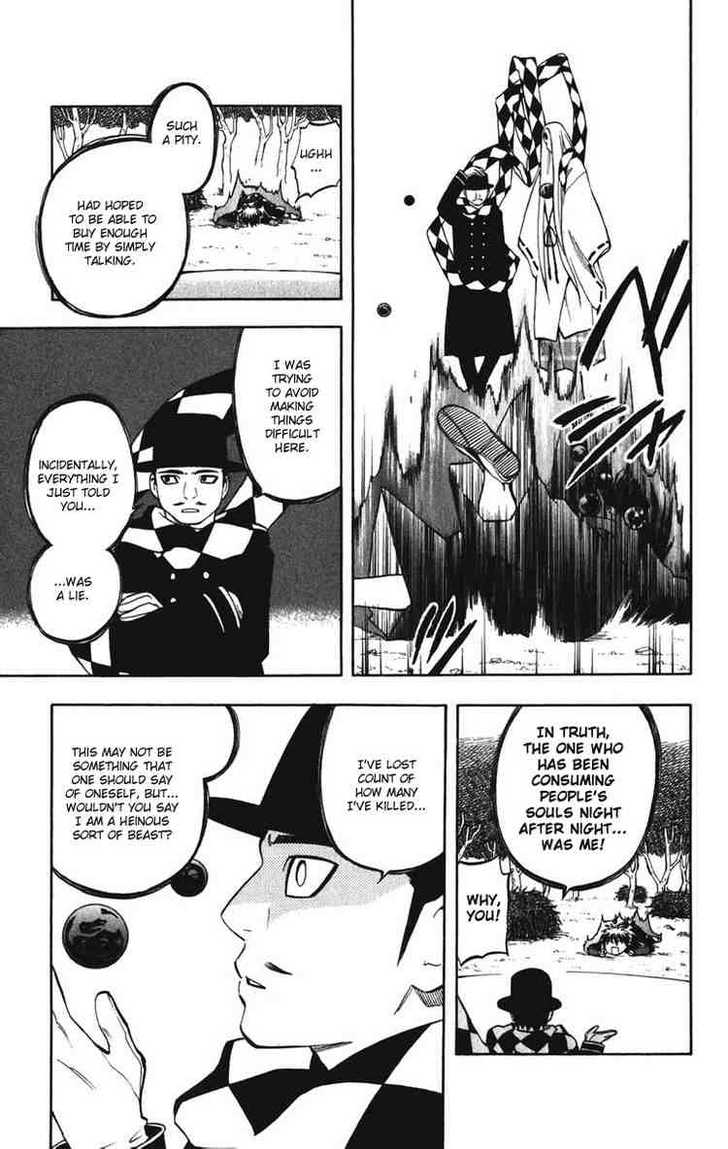 SUCH
A PITY.
UGHH
...
HAD HOPED
TO BE ABLE TO
BUY ENOUGH
TIME BY SIMPLY
TALKING.
I WAS
TRYING
TO AVOID
MAKING
THINGS
DIFFICULT
HERE.
INCIDENTALLY,
EVERYTHING I
JUST TOLD
YOU...
...WAS
A LIE.
IN TRUTH,
THE ONE WHO
HAS BEEN
CONSUMING
PEOPLE'S
SOULS NIGHT
AFTER NIGHT...
WAS ME!
WHY,
YOU!
I'VE LOST
COUNT OF
HOW MANY
I'VE KILLED...
THIS MAY NOT BE
SOMETHING THAT
ONE SHOULD SAY
OF ONESELF, BUT...
WOULDN'T YOU SAY
I AM A HEINOUS
SORT OF BEAST?